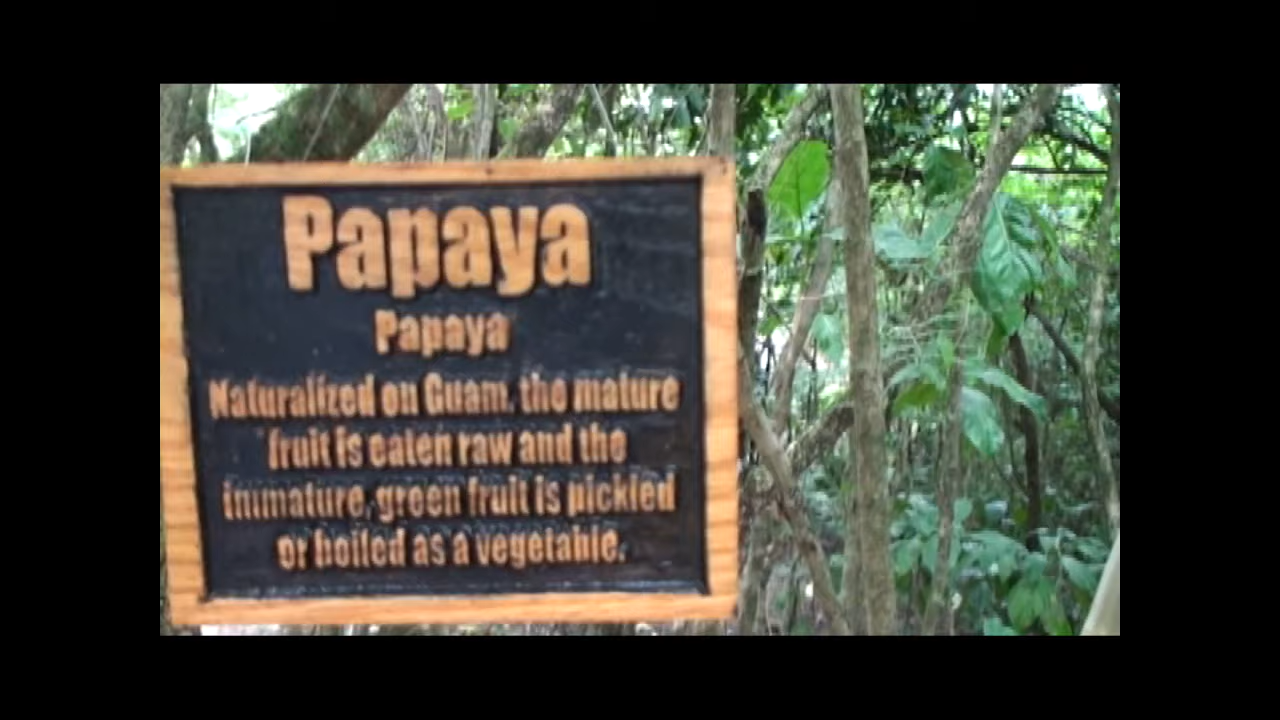 Papaya
Papaya
Naturalized on Guam, the mature
fruit is eaten raw and the
immature, green fruit is pickled
or boiled as a vegetable.